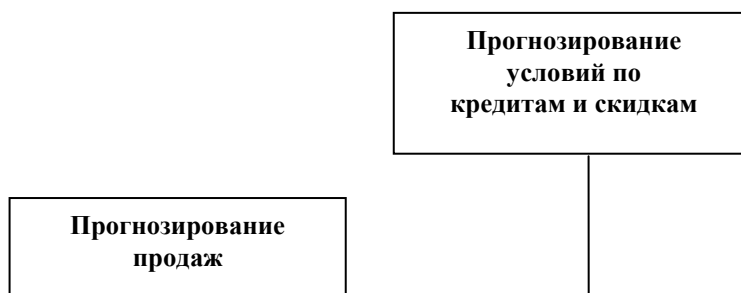 Прогнозирование
условий по
кредитам и скидкам
Прогнозирование
продаж